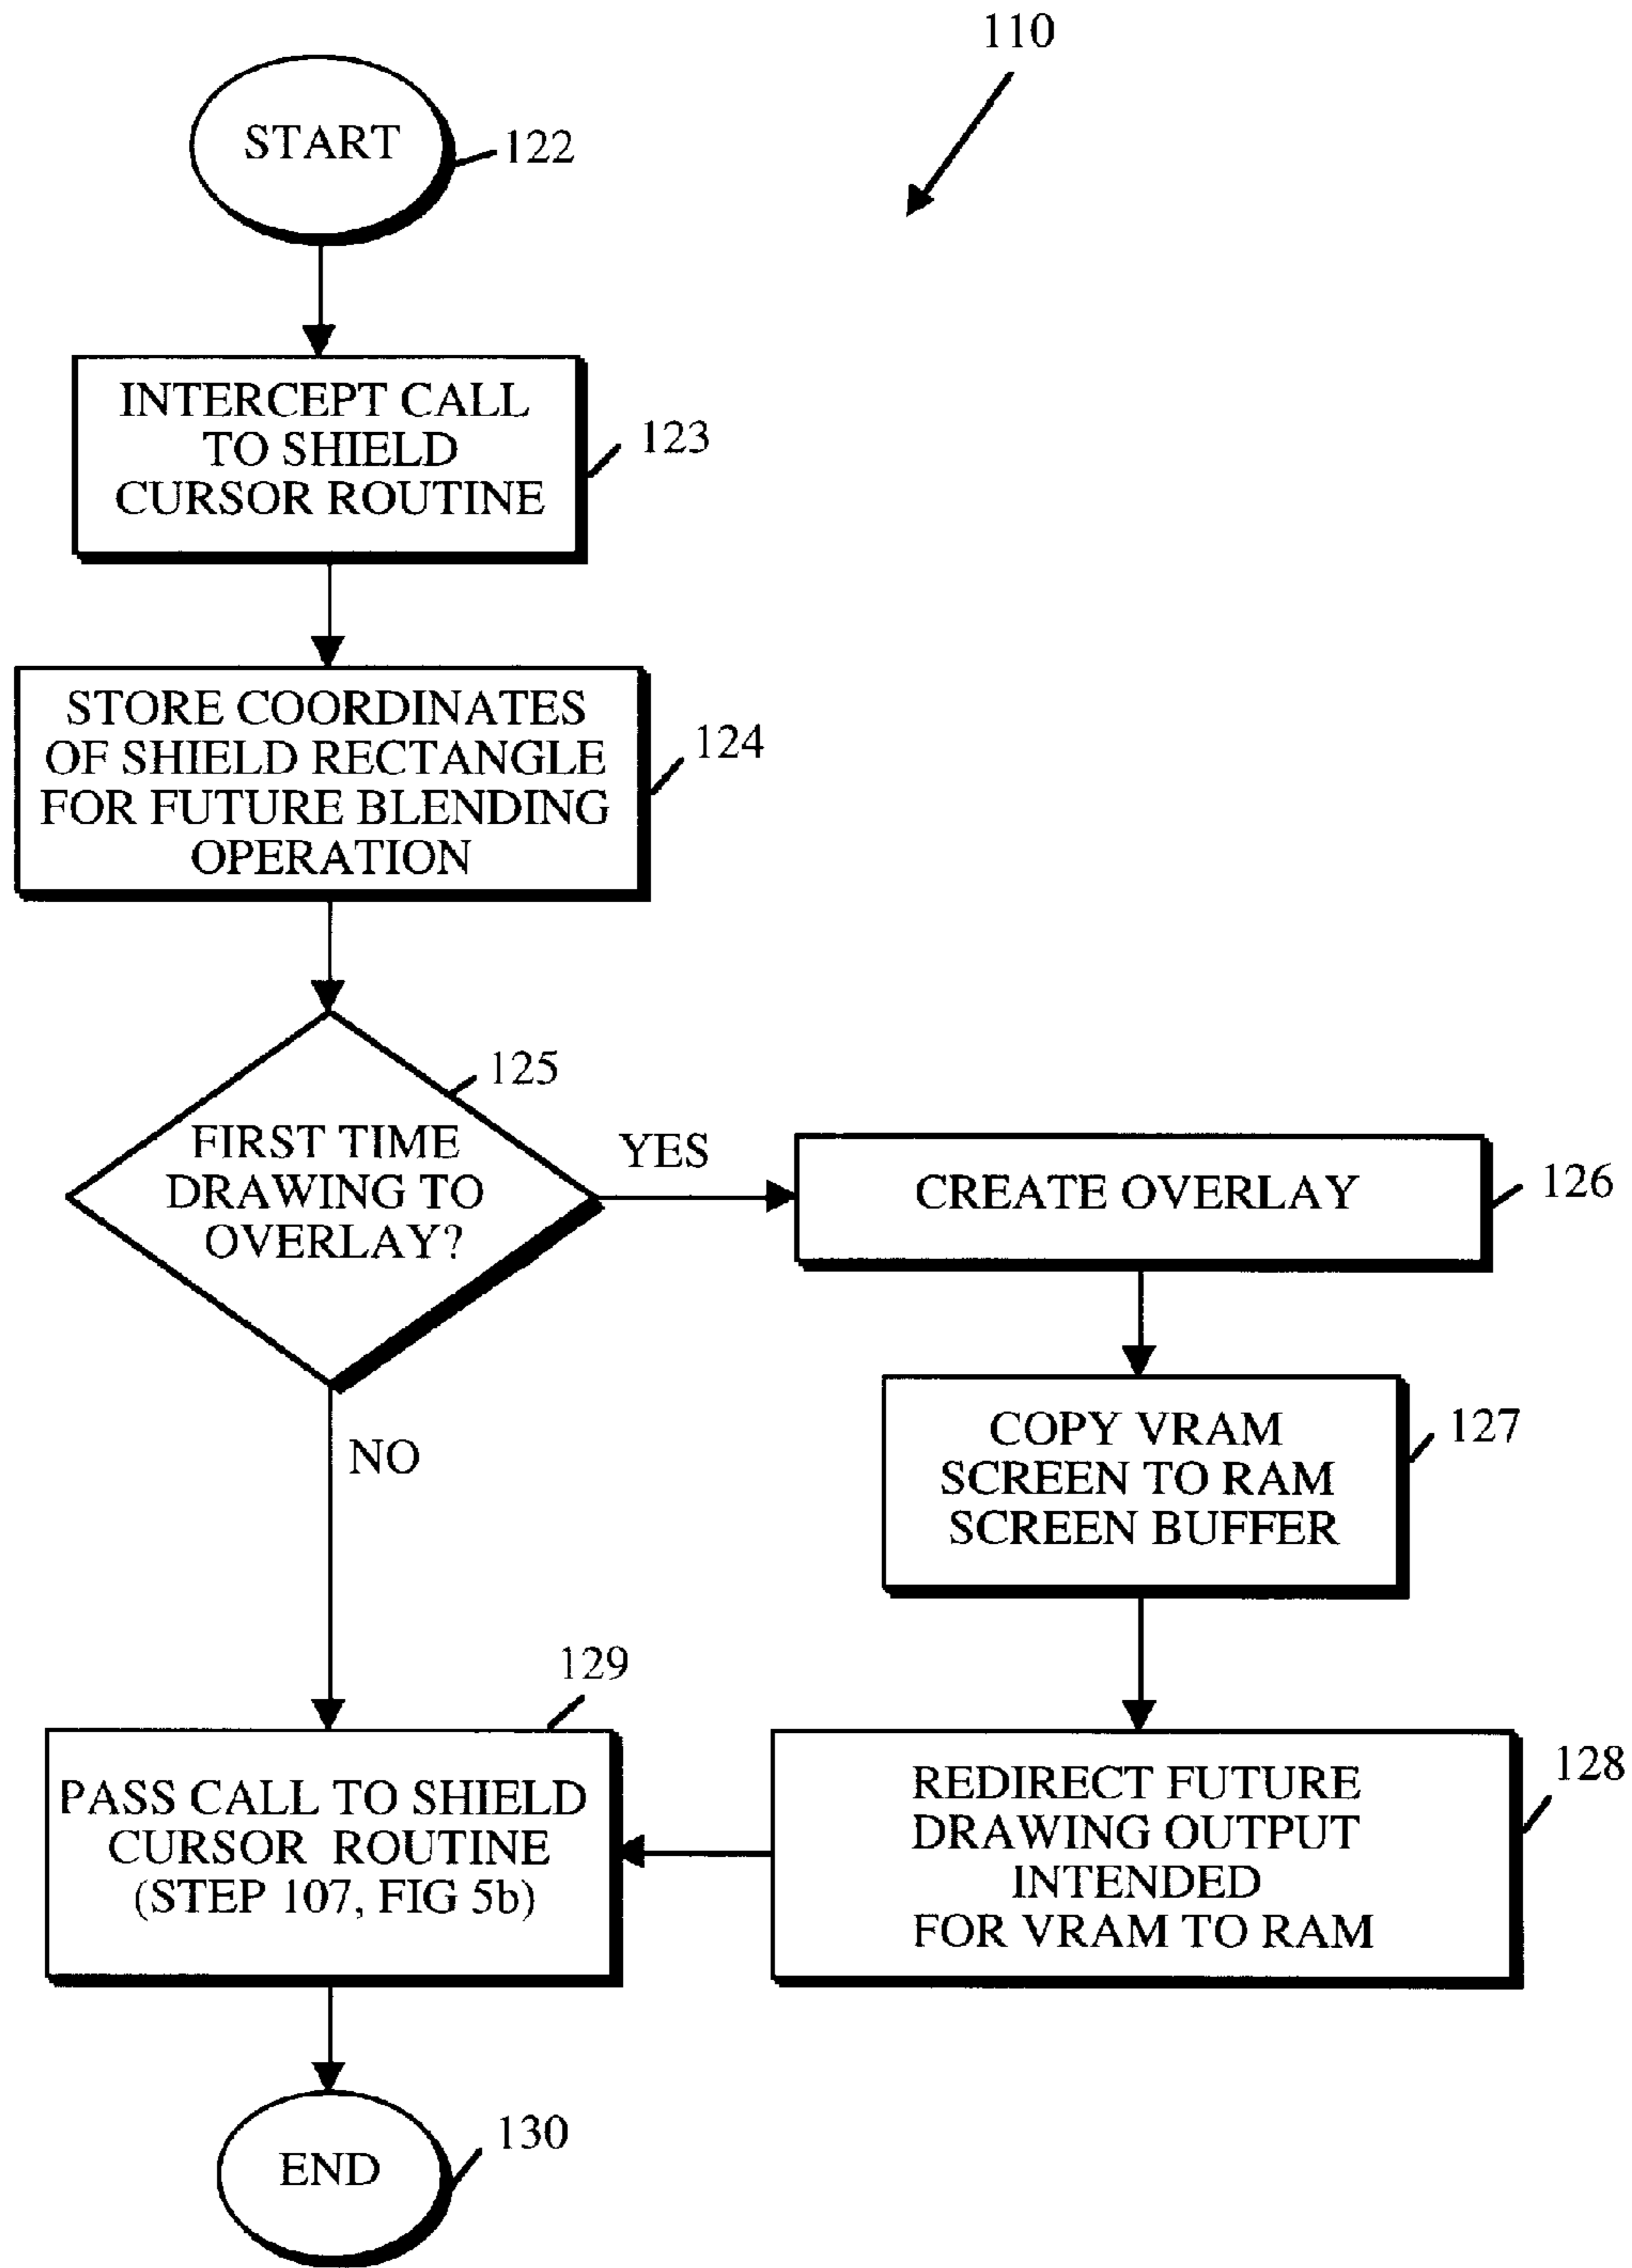 110
START
122
INTERCEPT CALL
TO SHIELD
CURSOR ROUTINE
123
STORE COORDINATES
OF SHIELD RECTANGLE
FOR FUTURE BLENDING
OPERATION
124
125
FIRST TIME
DRAWING TO
OVERLAY?
YES
CREATE OVERLAY
126
NO
COPY VRAM
SCREEN TO RAM
SCREEN BUFFER
127
129
PASS CALL TO SHIELD
CURSOR ROUTINE
(STEP 107, FIG 5b)
REDIRECT FUTURE
DRAWING OUTPUT
INTENDED
FOR VRAM TO RAM
128
END
130